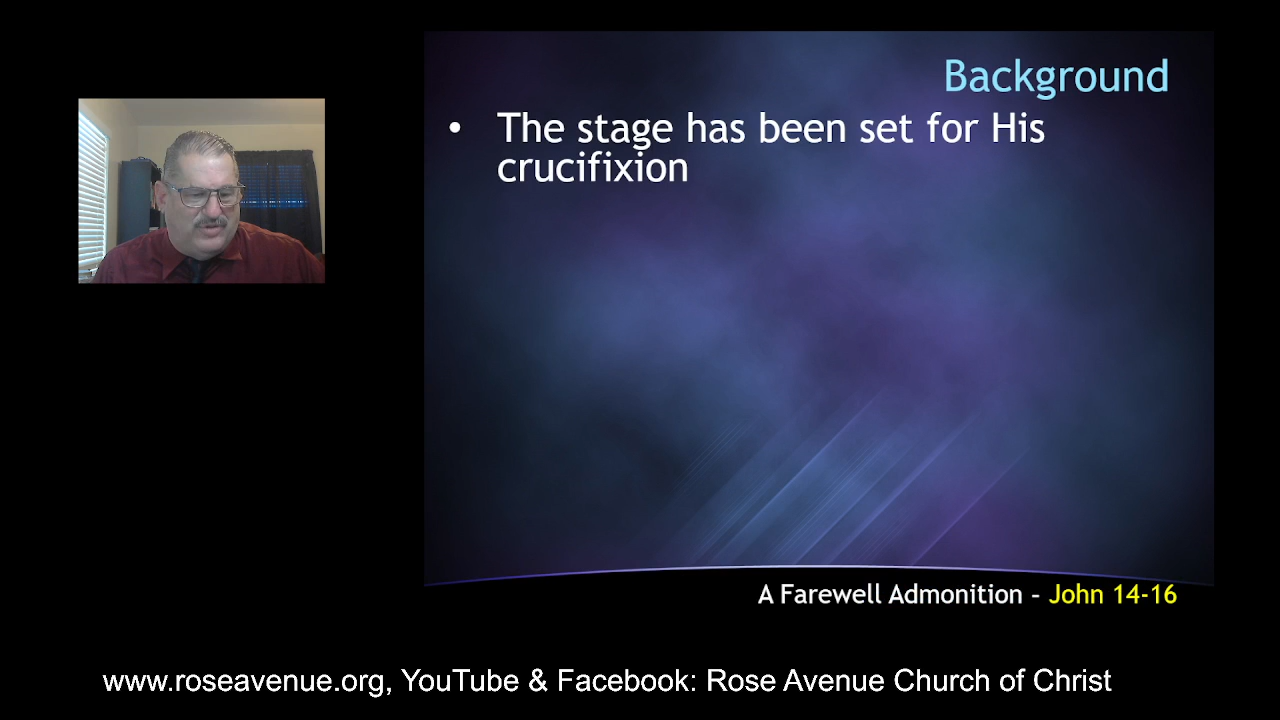 Background
• The stage has been set for His
crucifixion
A Farewell Admonition – John 14-16
www.roseavenue.org, YouTube & Facebook: Rose Avenue Church of Christ